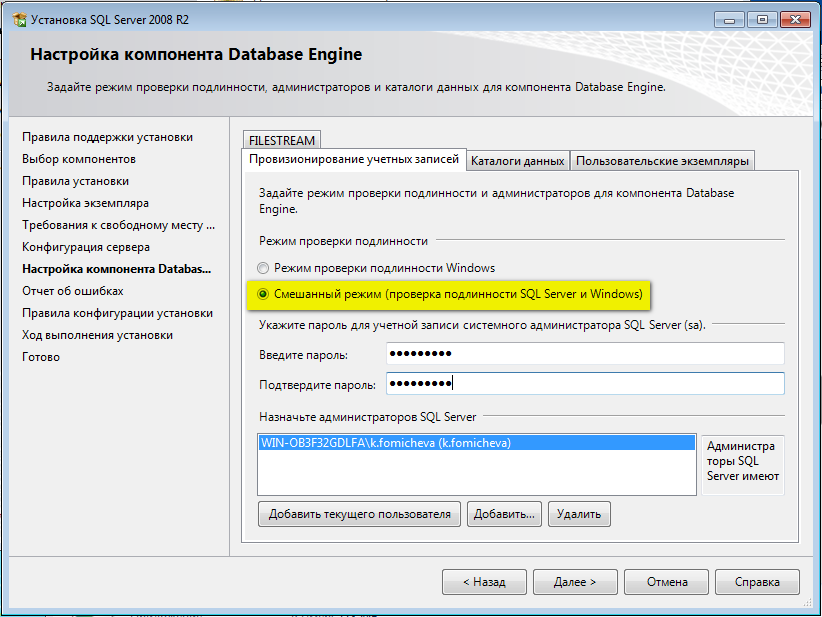 Установка SQL Server 2008 R2
Настройка компонента Database Engine
Задайте режим проверки подлинности, администраторов и каталоги данных для компонента Database Engine.
Правила поддержки установки
Выбор компонентов
Правила установки
Настройка экземпляра
Требования к свободному месту ...
Конфигурация сервера
Настройка компонента Databas...
Отчет об ошибках
Правила конфигурации установки
Ход выполнения установки
Готово
FILESTREAM
Провизионирование учетных записей
Каталоги данных
Пользовательские экземпляры
Задайте режим проверки подлинности и администраторов для компонента Database
Engine.
Режим проверки подлинности
Режим проверки подлинности Windows
Смешанный режим (проверка подлинности SQL Server и Windows)
Укажите пароль для учетной записи системного администратора SQL Server (sa).
Введите пароль:
●●●●●●●●●
Подтвердите пароль:
●●●●●●●●●
Назначьте администраторов SQL Server
WIN-OB3F32GDLFA\k.fomicheva (k.fomicheva)
Администра
торы SQL
Server имеют
Добавить текущего пользователя
Добавить...
Удалить
< Назад
Далее >
Отмена
Справка